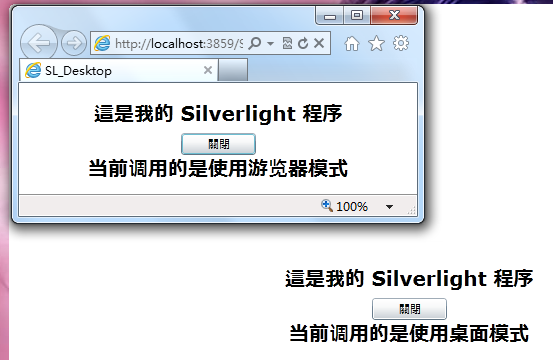 http://localhost:3859/S
SL_Desktop
這是我的 Silverlight 程序
關閉
当前调用的是使用游览器模式
100%
這是我的 Silverlight 程序
關閉
当前调用的是使用桌面模式